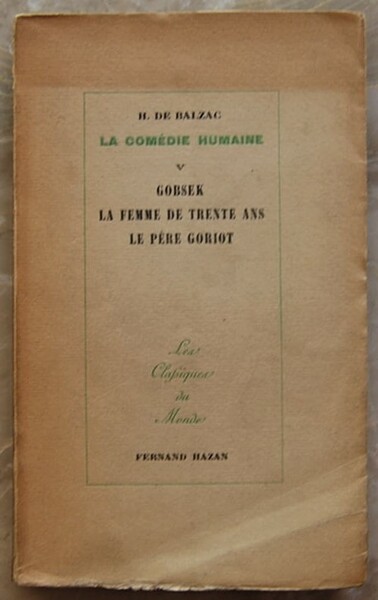 H. DE BALZAC
LA COMÉDIE HUMAINE
V
GOBSEK
LA FEMME DE TRENTE ANS
LE PÉRE GORIOT
Les
Classiques
du
Monde
FERNAND HAZAN